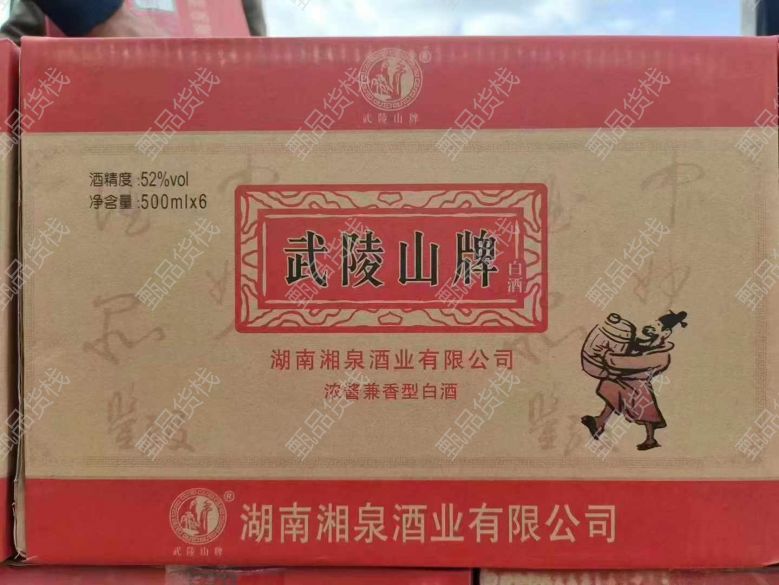 武陵山牌
酒精度:52%vol
净含量:500mlx6
武陵山牌
白酒
湖南湘泉酒业有限公司
浓酱兼香型白酒
湖南湘泉酒业有限公司
武陵山牌
甄品货栈